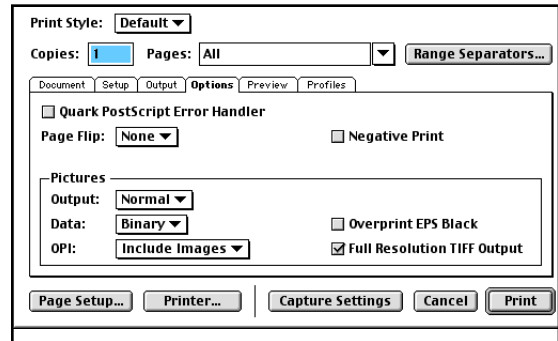 Print Style: Default
Copies: 1 Pages: All Range Separators...
Document Setup Output Options Preview Profiles
Quark PostScript Error Handler
Page Flip: None Negative Print
Pictures
Output: Normal
Data: Binary Overprint EPS Black
OPI: Include Images Full Resolution TIFF Output
Page Setup... Printer... Capture Settings Cancel Print